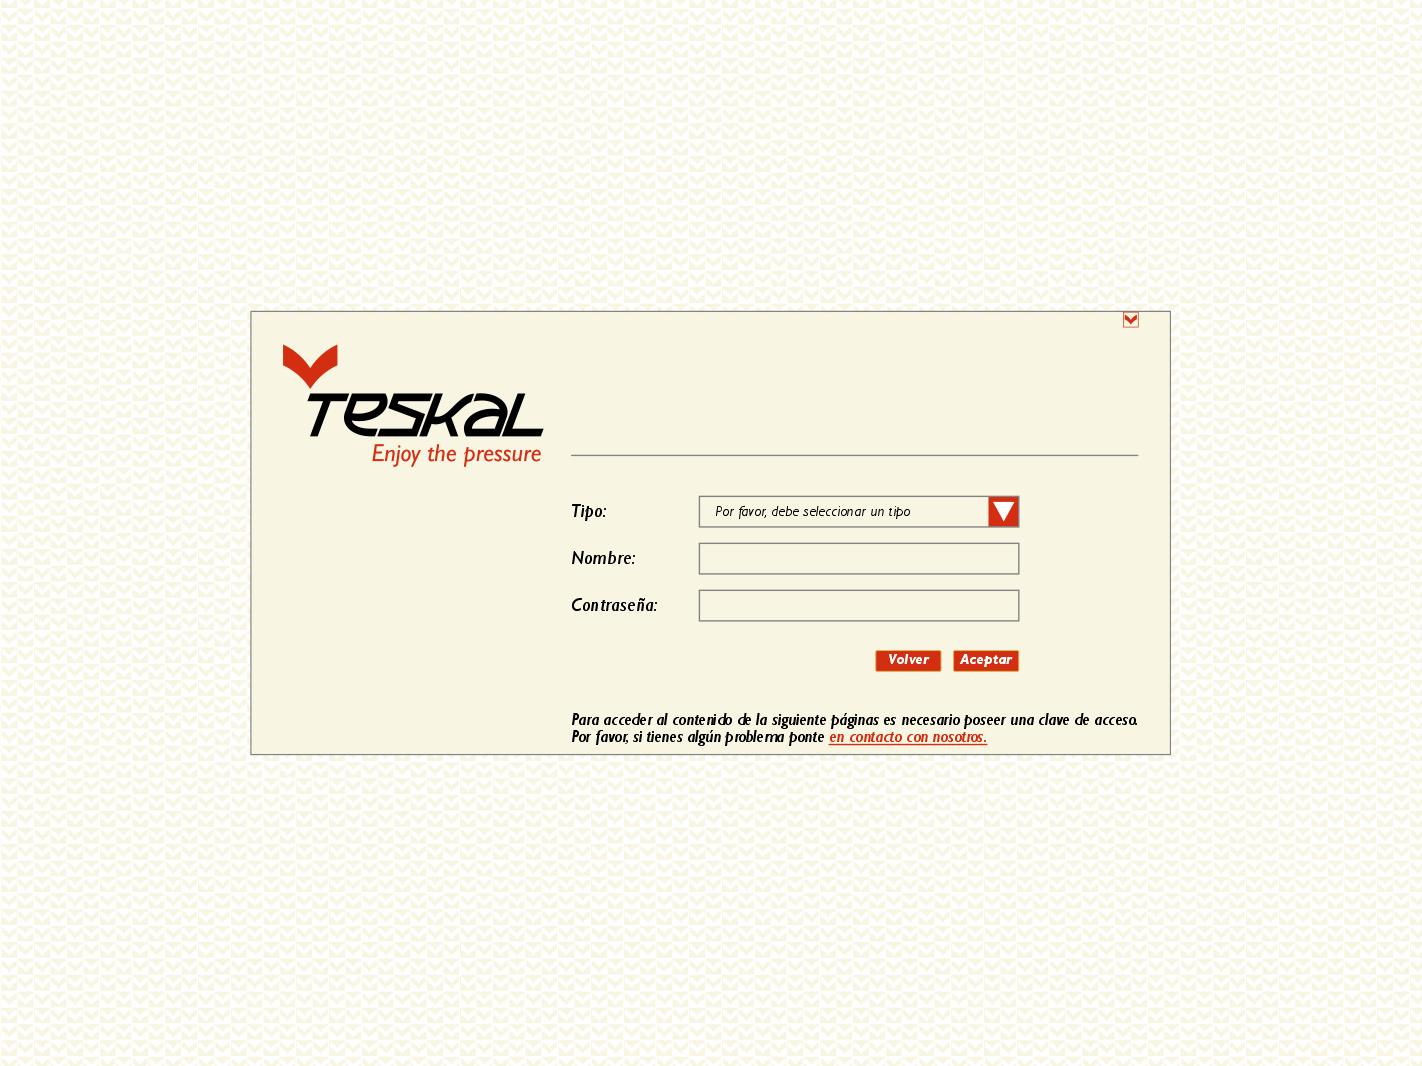 TESKAL
Enjoy the pressure
Tipo:
Por favor, debe seleccionar un tipo
Nombre:
Contraseña:
Volver
Aceptar
Para acceder al contenido de la siguiente páginas es necesario poseer una clave de acceso.
Por favor, si tienes algún problema ponte en contacto con nosotros.